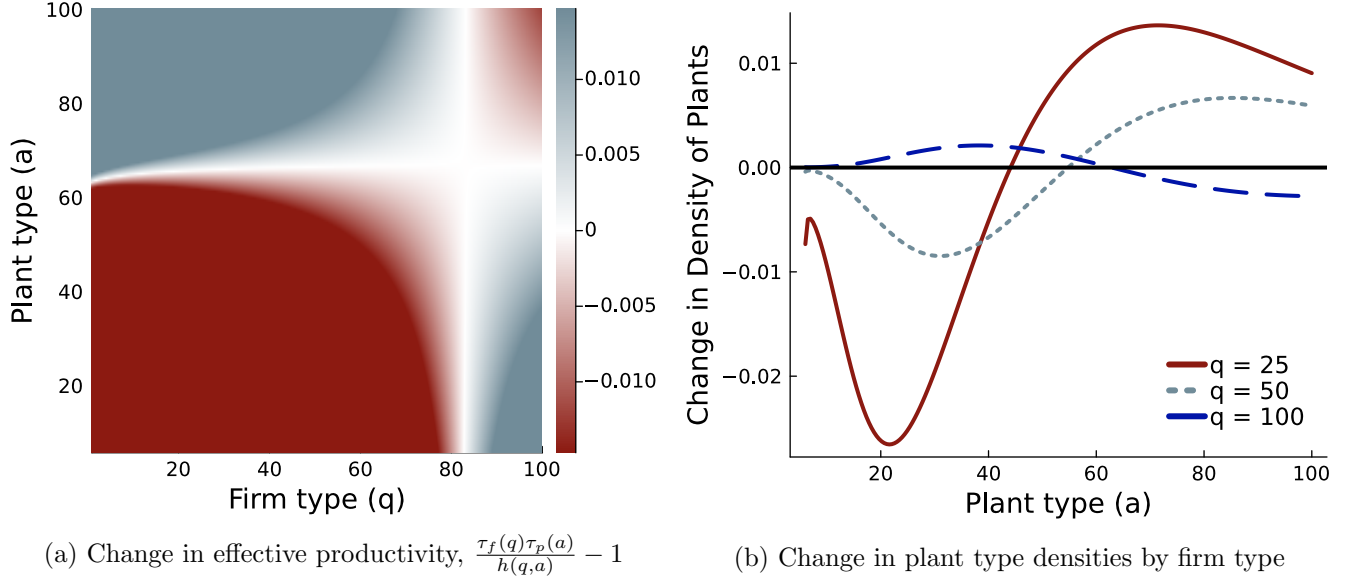 100
80
60
40
20
Plant type (a)
20
40
60
80
100
Firm type (q)
0.010
0.005
0
−0.005
−0.010
(a) Change in effective productivity, $\frac{\tau_f(q)\tau_p(a)}{h(q,a)} - 1$
0.01
0.00
−0.01
−0.02
Change in Density of Plants
q = 25
q = 50
q = 100
20
40
60
80
100
Plant type (a)
(b) Change in plant type densities by firm type